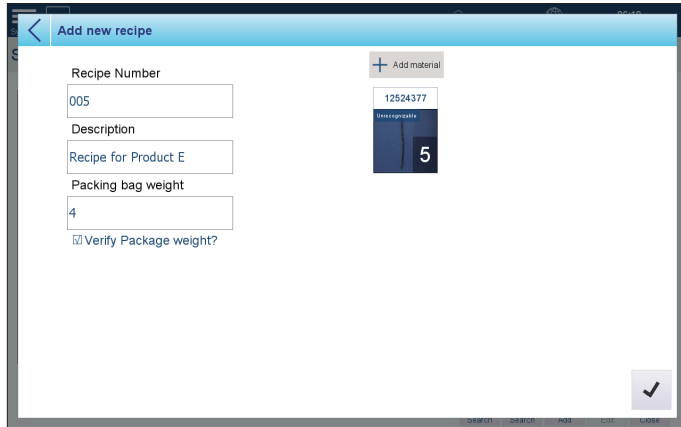 Add new recipe
Recipe Number
005
Description
Recipe for Product E
Packing bag weight
4
Verify Package weight?
Add material
12524377
Unrecognizable
5
Search Search Add Edit Close